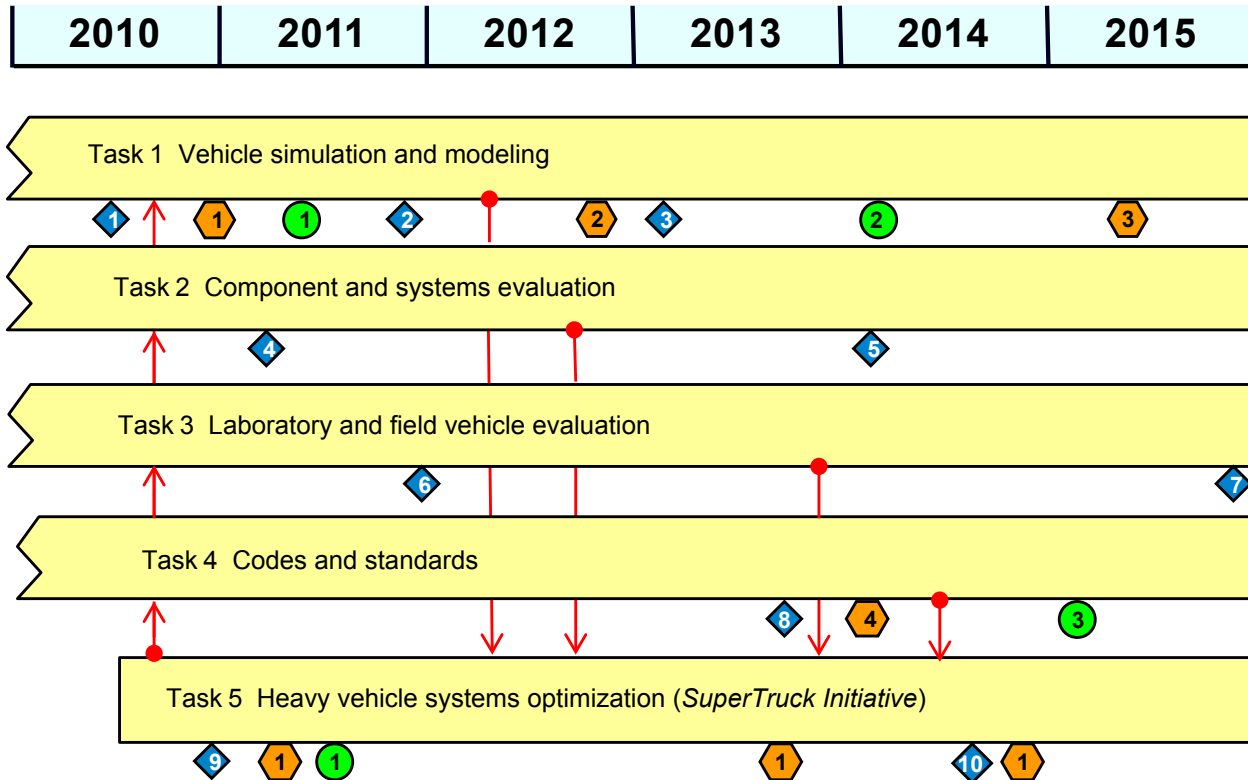 2010 2011 2012 2013 2014 2015
Task 1 Vehicle simulation and modeling
1 1 1 2 2 3 2 3
Task 2 Component and systems evaluation
4 5
Task 3 Laboratory and field vehicle evaluation
6 7
Task 4 Codes and standards
8 4 3
Task 5 Heavy vehicle systems optimization (SuperTruck Initiative)
9 1 1 1 10 1